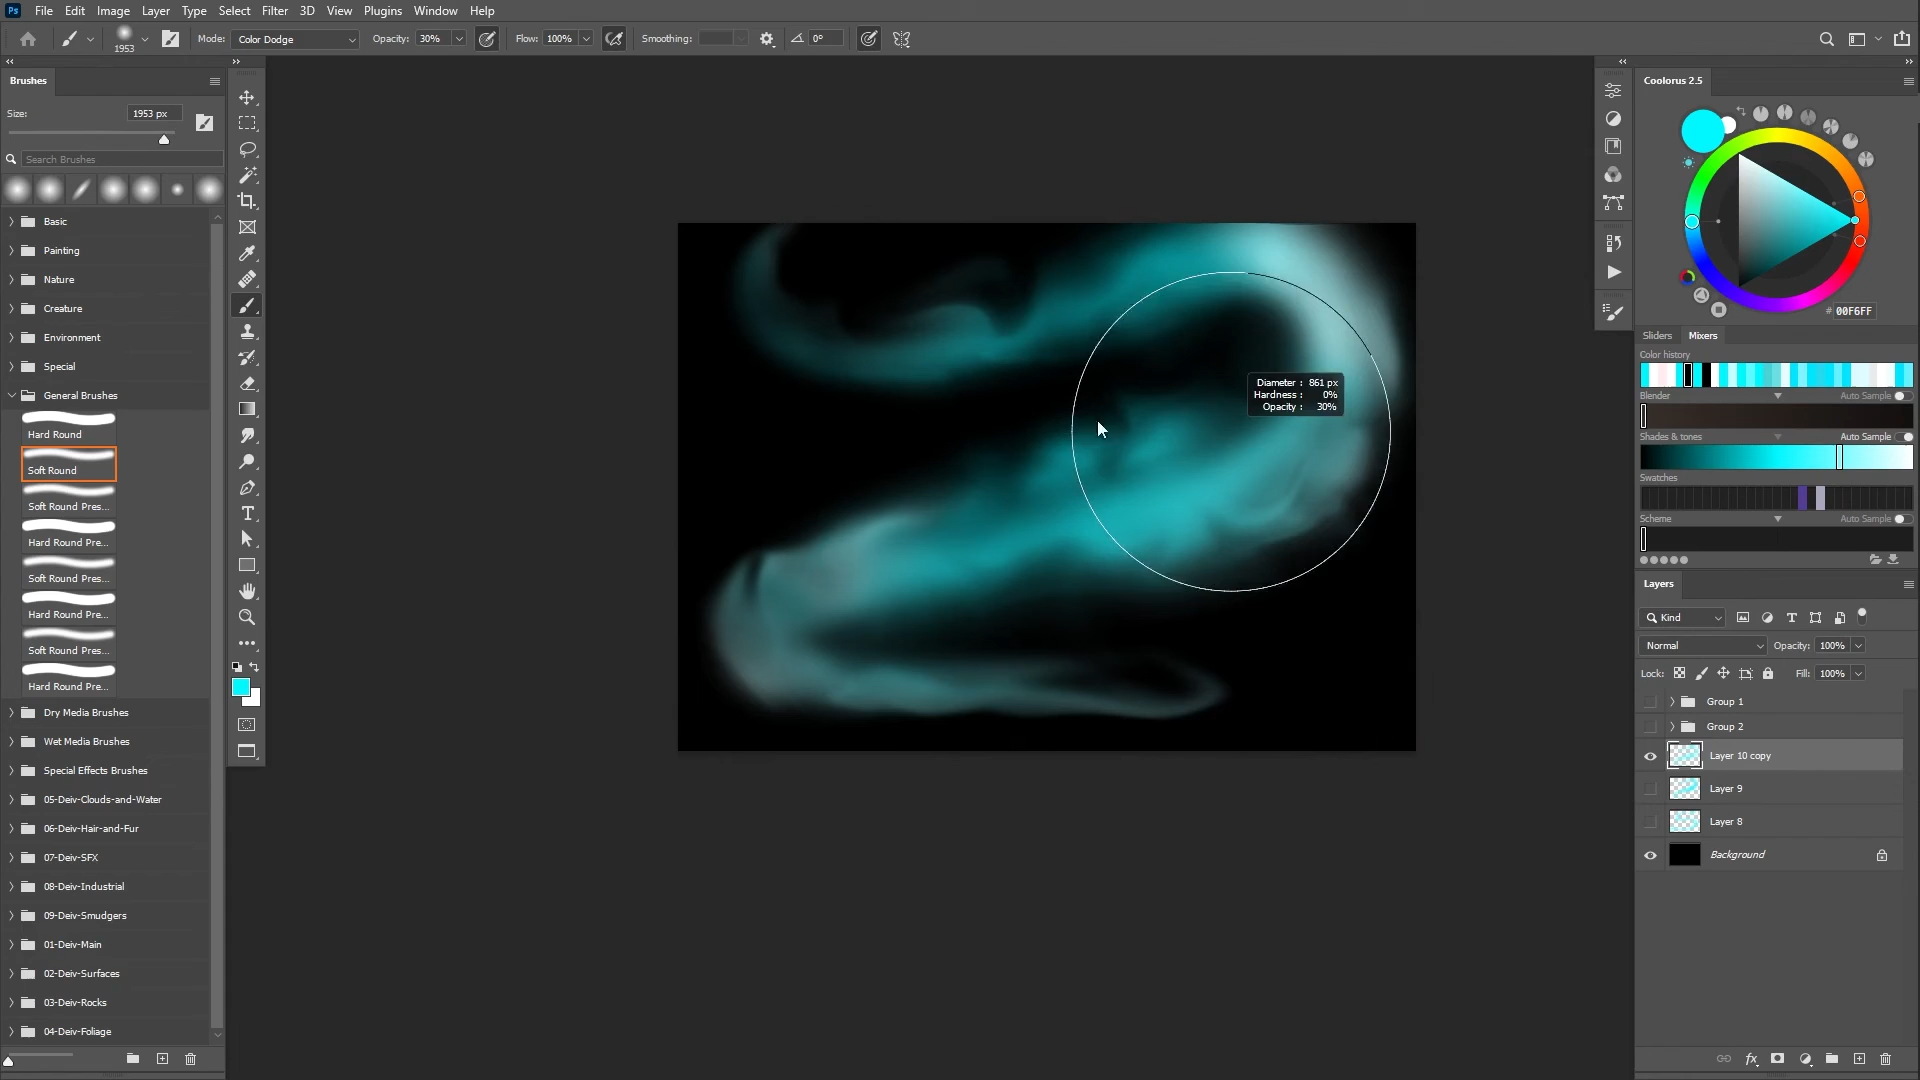 Ps File Edit Image Layer Type Select Filter 3D View Plugins Window Help
1953 Mode: Color Dodge Opacity: 30% Flow: 100% Smoothing: 0°
Brushes
Size: 1953 px
Search Brushes
Basic
Painting
Nature
Creature
Environment
Special
General Brushes
Hard Round
Soft Round
Soft Round Pres...
Hard Round Pre...
Soft Round Pres...
Hard Round Pre...
Soft Round Pres...
Hard Round Pre...
Dry Media Brushes
Wet Media Brushes
Special Effects Brushes
05-Deiv-Clouds-and-Water
06-Deiv-Hair-and-Fur
07-Deiv-SFX
08-Deiv-Industrial
09-Deiv-Smudgers
01-Deiv-Main
02-Deiv-Surfaces
03-Deiv-Rocks
04-Deiv-Foliage
Diameter : 861 px
Hardness : 0%
Opacity : 30%
Coolorus 2.5
# 00F6FF
Sliders Mixers
Color history
Blender Auto Sample
Shades & tones Auto Sample
Swatches
Scheme Auto Sample
Layers
Kind
Normal Opacity: 100%
Lock: Fill: 100%
Group 1
Group 2
Layer 10 copy
Layer 9
Layer 8
Background
fx